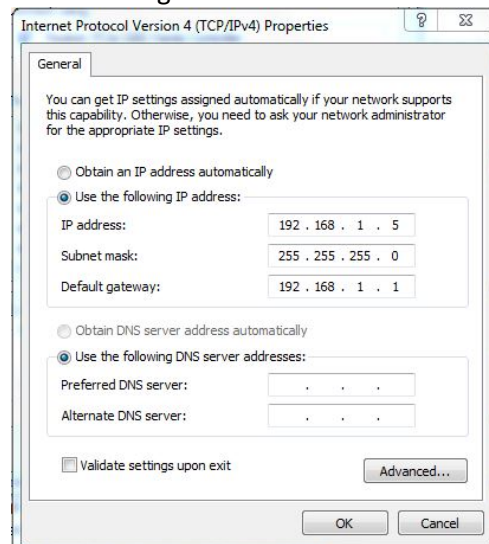 Internet Protocol Version 4 (TCP/IPv4) Properties
General
You can get IP settings assigned automatically if your network supports
this capability. Otherwise, you need to ask your network administrator
for the appropriate IP settings.
Obtain an IP address automatically
Use the following IP address:
IP address: 192 . 168 . 1 . 5
Subnet mask: 255 . 255 . 255 . 0
Default gateway: 192 . 168 . 1 . 1
Obtain DNS server address automatically
Use the following DNS server addresses:
Preferred DNS server: . . .
Alternate DNS server: . . .
Validate settings upon exit
Advanced...
OK Cancel